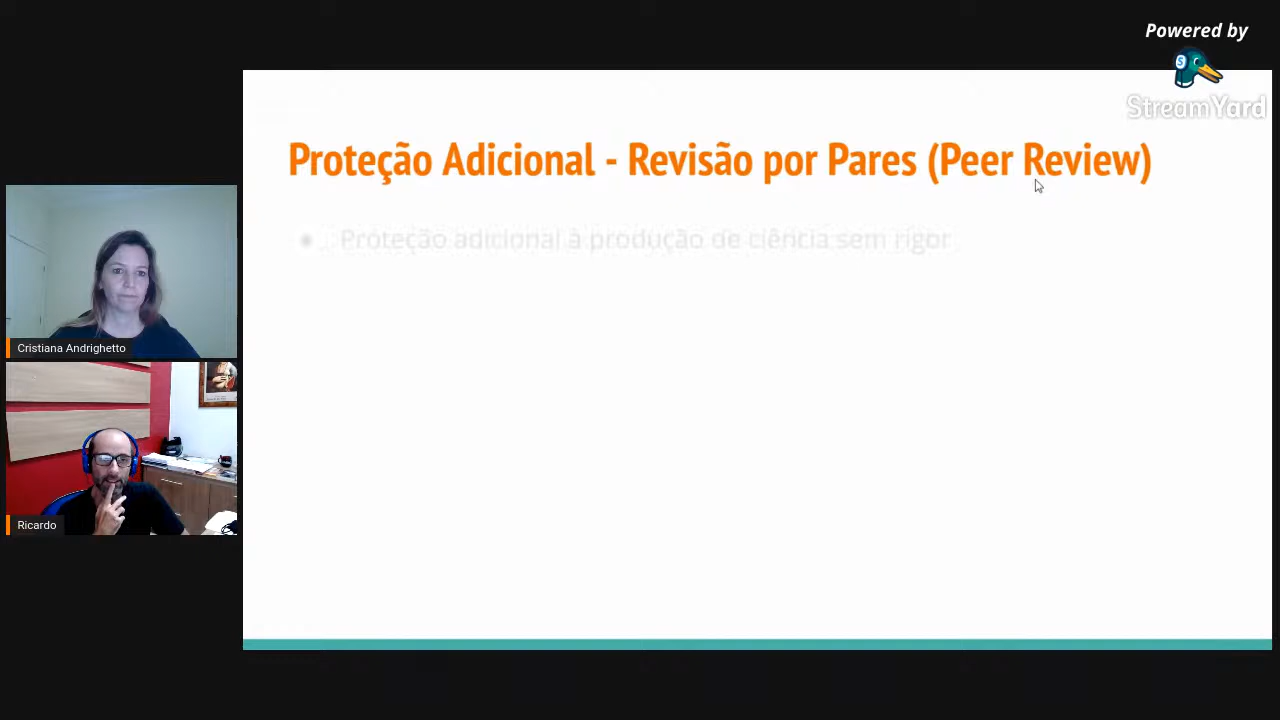 Powered by
StreamYard
Proteção Adicional - Revisão por Pares (Peer Review)
● Proteção adicional à produção de ciência sem rigor
Cristiana Andrighetto
Ricardo